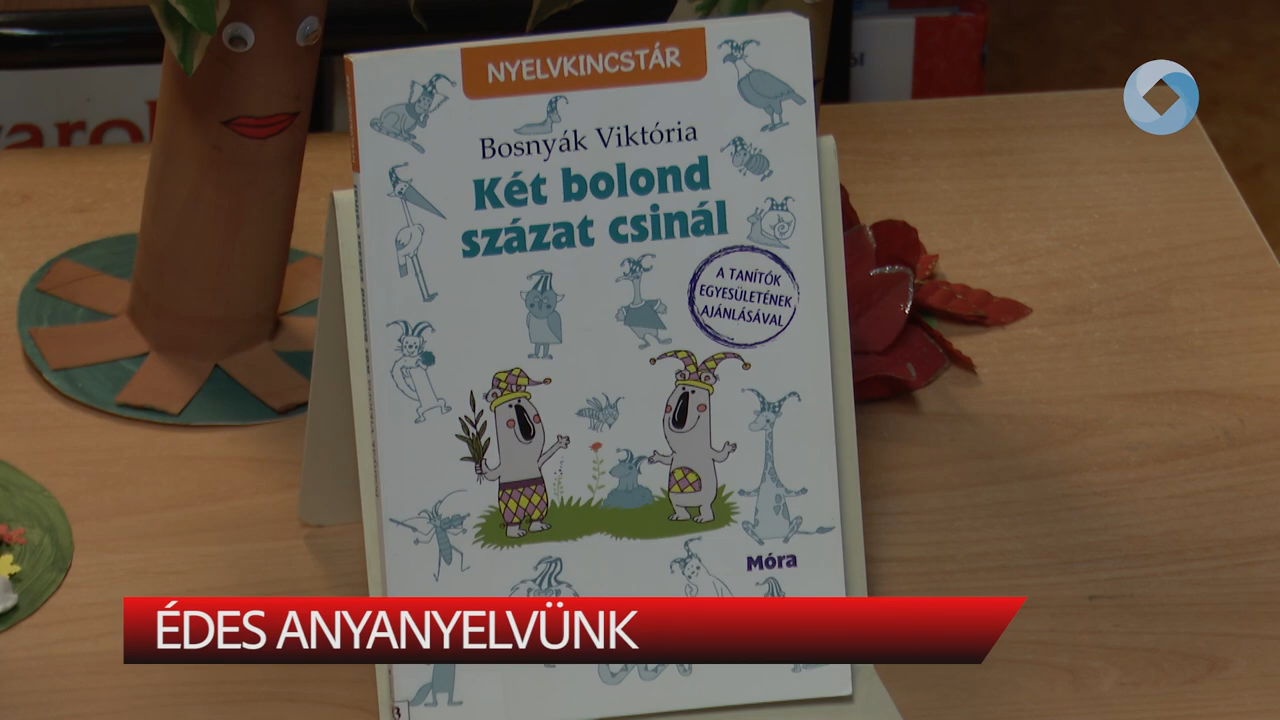 NYELVKINCSTÁR
Bosnyák Viktória
Két bolond
százat csinál
A TANÍTÓK
EGYESÜLETÉNEK
AJÁNLÁSÁVAL
Móra
ÉDES ANYANYELVÜNK